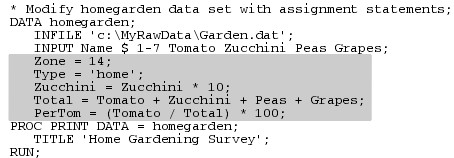 * Modify homegarden data set with assignment statements;
DATA homegarden;
INFILE 'c:\MyRawData\Garden.dat';
INPUT Name $ 1-7 Tomato Zucchini Peas Grapes;
Zone = 14;
Type = 'home';
Zucchini = Zucchini * 10;
Total = Tomato + Zucchini + Peas + Grapes;
PerTom = (Tomato / Total) * 100;
PROC PRINT DATA = homegarden;
TITLE 'Home Gardening Survey';
RUN;